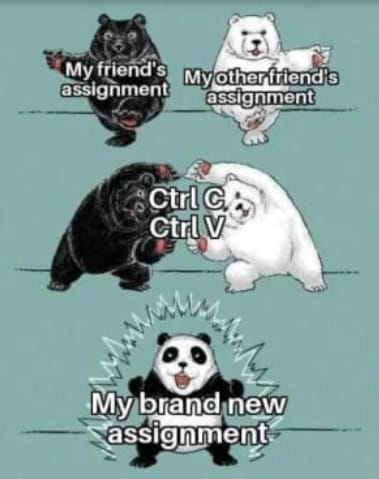 My friend's
assignment
My other friend's
assignment
Ctrl C,
Ctrl V
My brand new
assignment